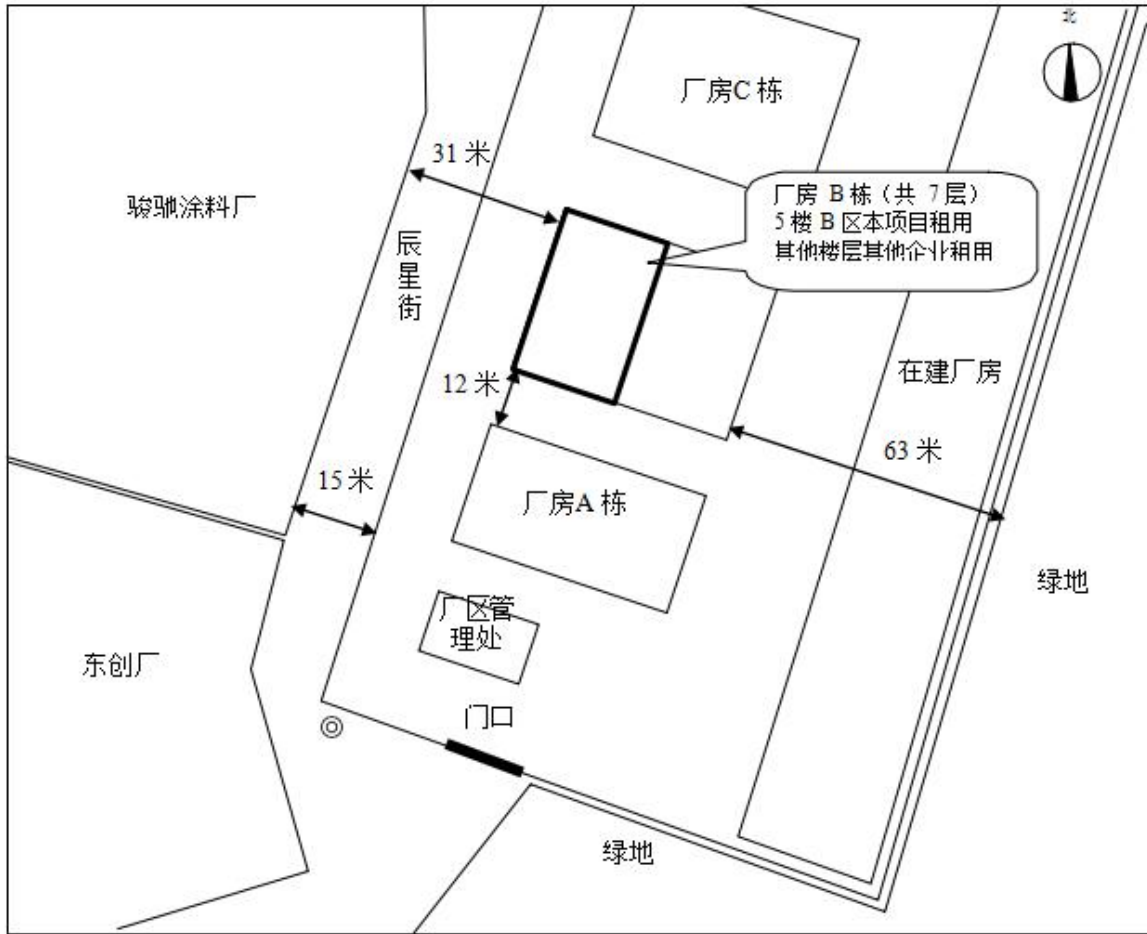 北
厂房C 栋
31 米
厂房 B 栋（共 7 层）
5 楼 B 区本项目租用
其他楼层其他企业租用
骏驰涂料厂
辰星街
12 米
在建厂房
63 米
15 米
厂房A 栋
绿地
厂区管
理处
东创厂
门口
绿地